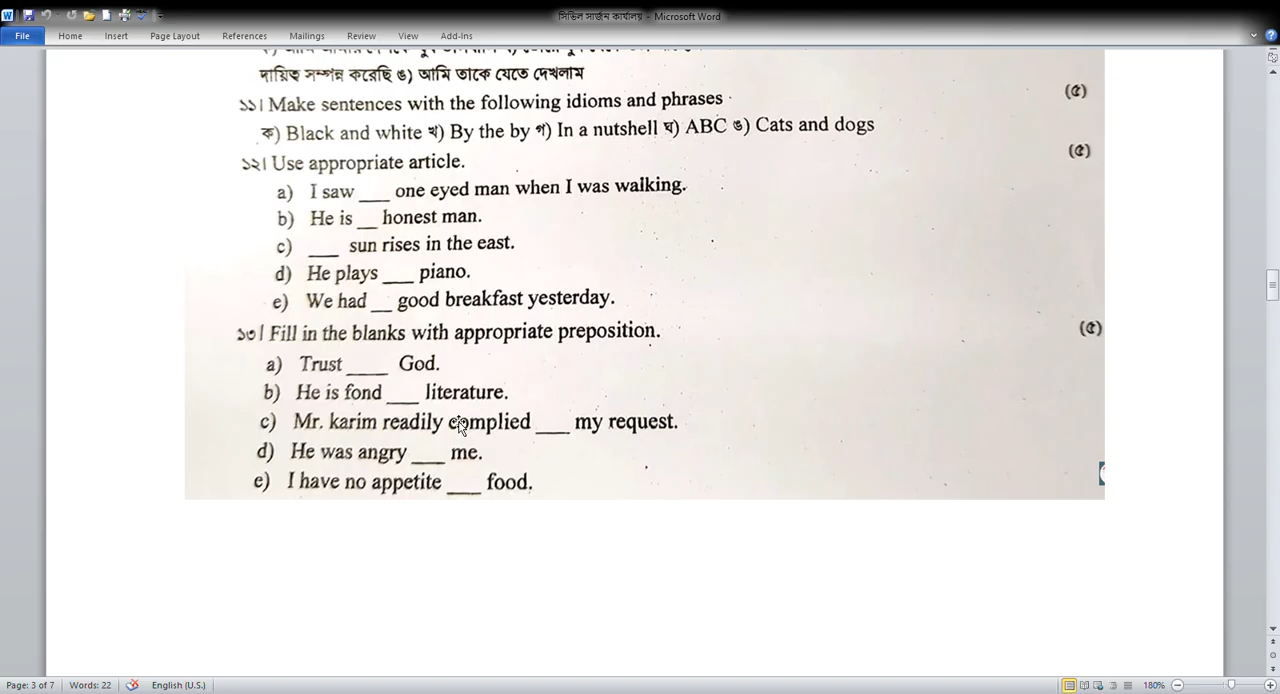 সিভিল সার্জন কার্যালয় - Microsoft Word
File Home Insert Page Layout References Mailings Review View Add-Ins
দায়িত্ব সম্পন্ন করেছি ঙ) আমি তাকে যেতে দেখলাম
১১। Make sentences with the following idioms and phrases (৫)
ক) Black and white খ) By the by গ) In a nutshell ঘ) ABC ঙ) Cats and dogs
১২। Use appropriate article. (৫)
a) I saw ___ one eyed man when I was walking.
b) He is __ honest man.
c) ___ sun rises in the east.
d) He plays ___ piano.
e) We had __ good breakfast yesterday.
১৩। Fill in the blanks with appropriate preposition. (৫)
a) Trust ____ God.
b) He is fond ___ literature.
c) Mr. karim readily complied ___ my request.
d) He was angry ___ me.
e) I have no appetite ___ food.
Page: 3 of 7 Words: 22 English (U.S.) 180%